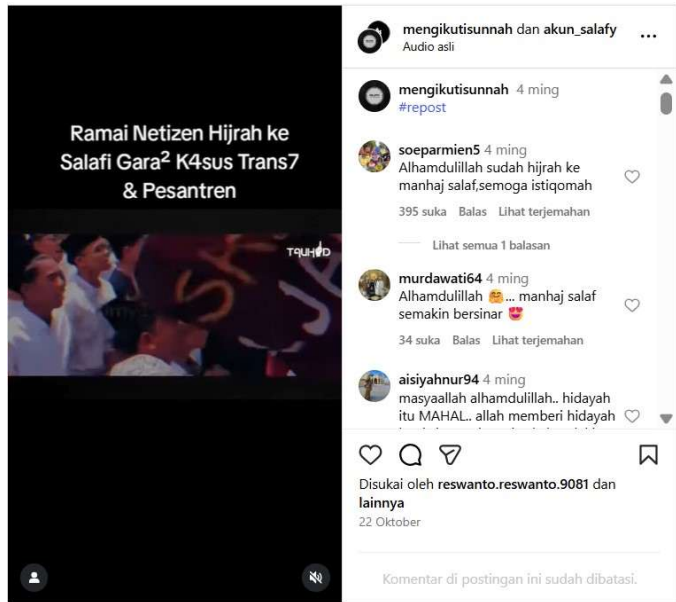 Ramai Netizen Hijrah ke
Salafi Gara² K4sus Trans7
& Pesantren
TAUHID
mengikutisunnah dan akun_salafy
Audio asli
mengikutisunnah 4 ming
#repost
soeparmien5 4 ming
Alhamdulillah sudah hijrah ke
manhaj salaf,semoga istiqomah
395 suka Balas Lihat terjemahan
Lihat semua 1 balasan
murdawati64 4 ming
Alhamdulillah 🤗... manhaj salaf
semakin bersinar 😍
34 suka Balas Lihat terjemahan
aisiyahnur94 4 ming
masyaallah alhamdulillah.. hidayah
itu MAHAL.. allah memberi hidayah
Disukai oleh reswanto.reswanto.9081 dan
lainnya
22 Oktober
Komentar di postingan ini sudah dibatasi.